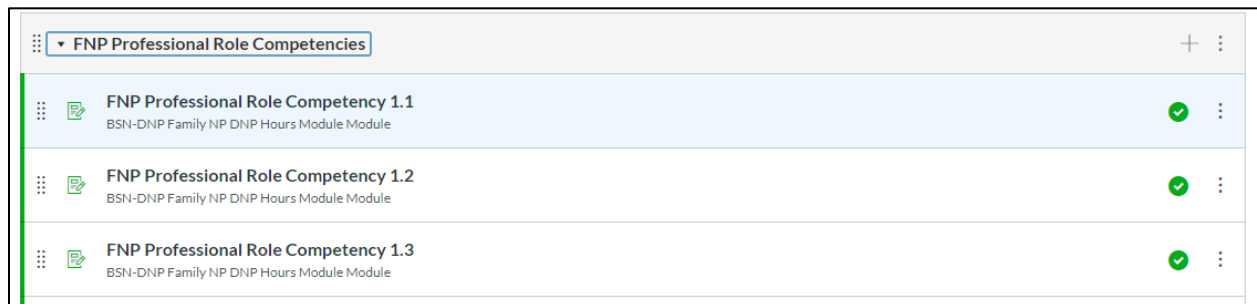 FNP Professional Role Competencies
FNP Professional Role Competency 1.1
BSN-DNP Family NP DNP Hours Module Module
FNP Professional Role Competency 1.2
BSN-DNP Family NP DNP Hours Module Module
FNP Professional Role Competency 1.3
BSN-DNP Family NP DNP Hours Module Module